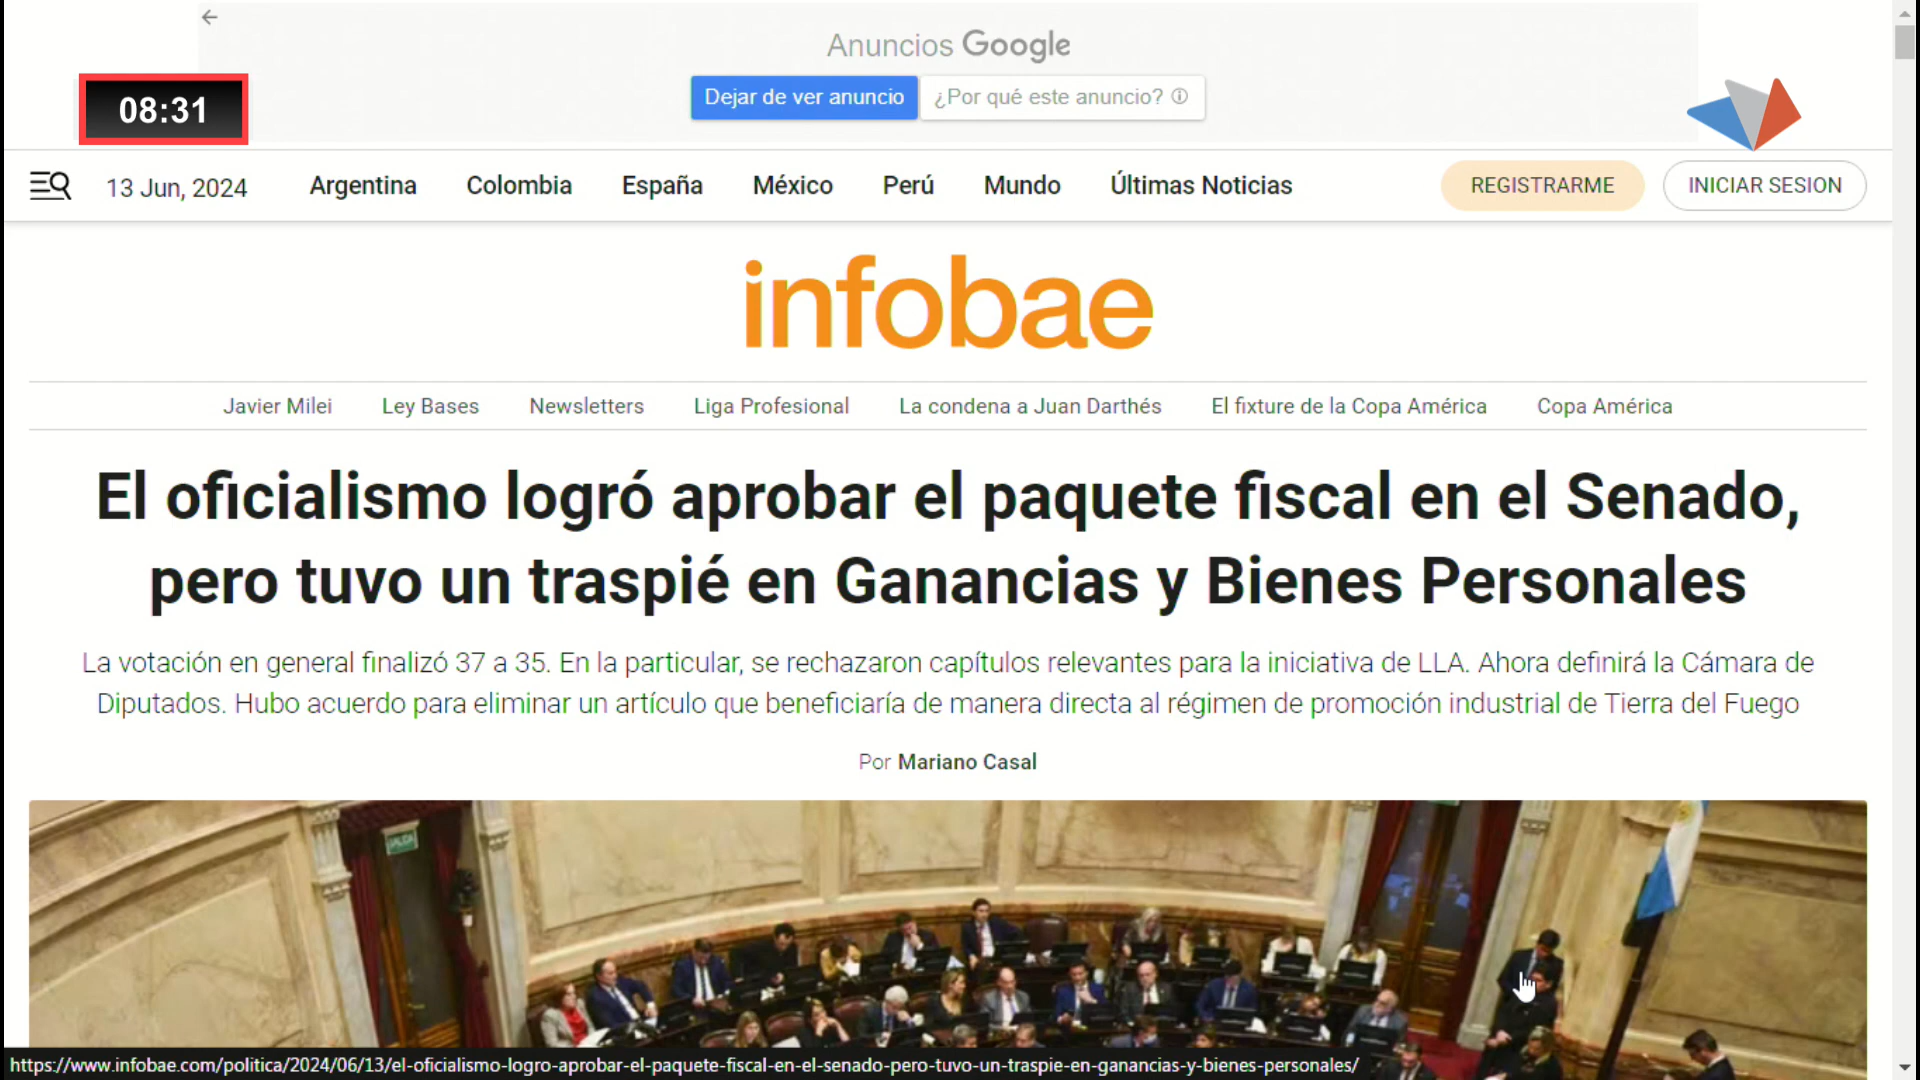 Anuncios Google
Dejar de ver anuncio
¿Por qué este anuncio?
08:31
13 Jun, 2024
Argentina
Colombia
España
México
Perú
Mundo
Últimas Noticias
REGISTRARME
INICIAR SESION
infobae
Javier Milei
Ley Bases
Newsletters
Liga Profesional
La condena a Juan Darthés
El fixture de la Copa América
Copa América
El oficialismo logró aprobar el paquete fiscal en el Senado,
pero tuvo un traspié en Ganancias y Bienes Personales
La votación en general finalizó 37 a 35. En la particular, se rechazaron capítulos relevantes para la iniciativa de LLA. Ahora definirá la Cámara de
Diputados. Hubo acuerdo para eliminar un artículo que beneficiaría de manera directa al régimen de promoción industrial de Tierra del Fuego
Por Mariano Casal
SALIDA
https://www.infobae.com/politica/2024/06/13/el-oficialismo-logro-aprobar-el-paquete-fiscal-en-el-senado-pero-tuvo-un-traspie-en-ganancias-y-bienes-personales/